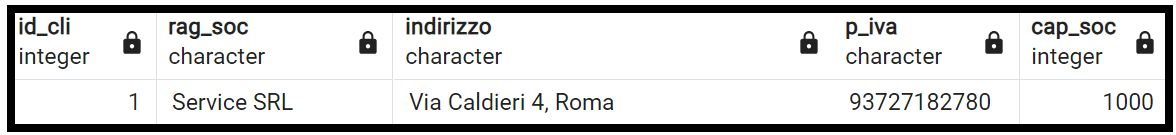 id_cli rag_soc indirizzo p_iva cap_soc
integer character character character integer
1 Service SRL Via Caldieri 4, Roma 93727182780 1000